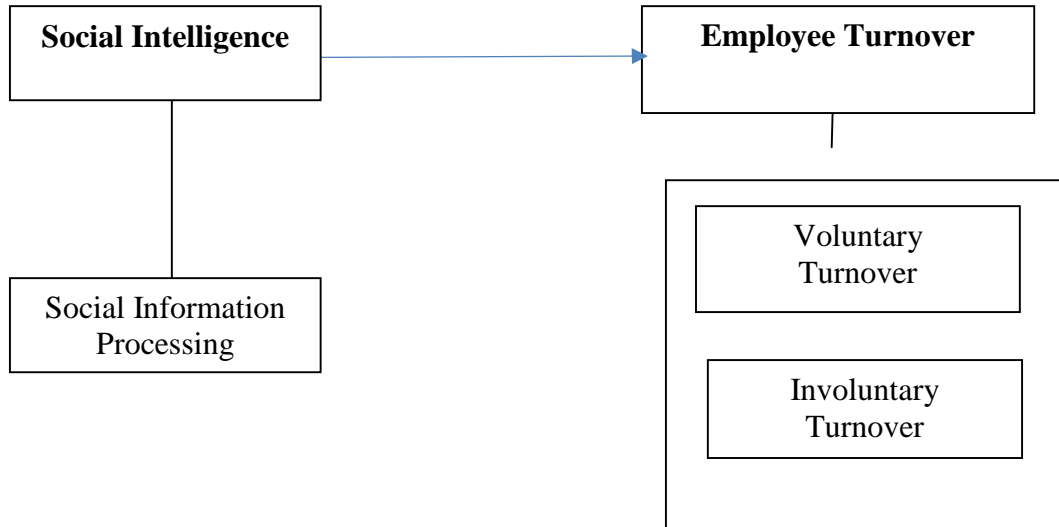 Social Intelligence
Employee Turnover
Voluntary
Turnover
Social Information
Processing
Involuntary
Turnover